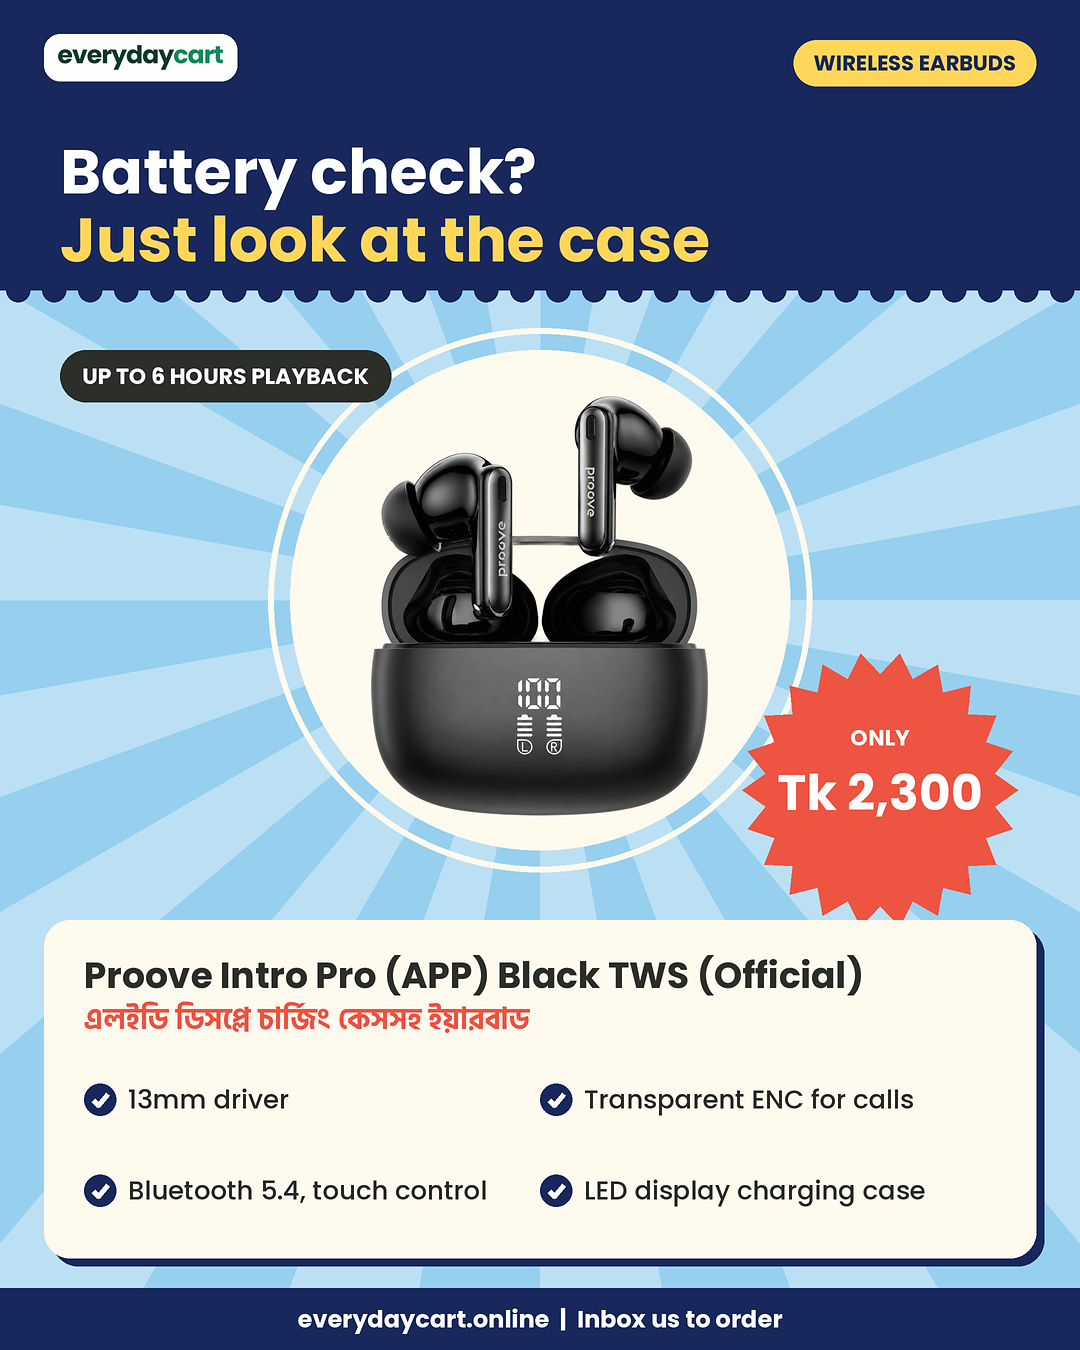 everydaycart
WIRELESS EARBUDS
Battery check?
Just look at the case
UP TO 6 HOURS PLAYBACK
proove
proove
100
L R
ONLY
Tk 2,300
Proove Intro Pro (APP) Black TWS (Official)
এলইডি ডিসপ্লে চার্জিং কেসসহ ইয়ারবাড
13mm driver
Transparent ENC for calls
Bluetooth 5.4, touch control
LED display charging case
everydaycart.online | Inbox us to order